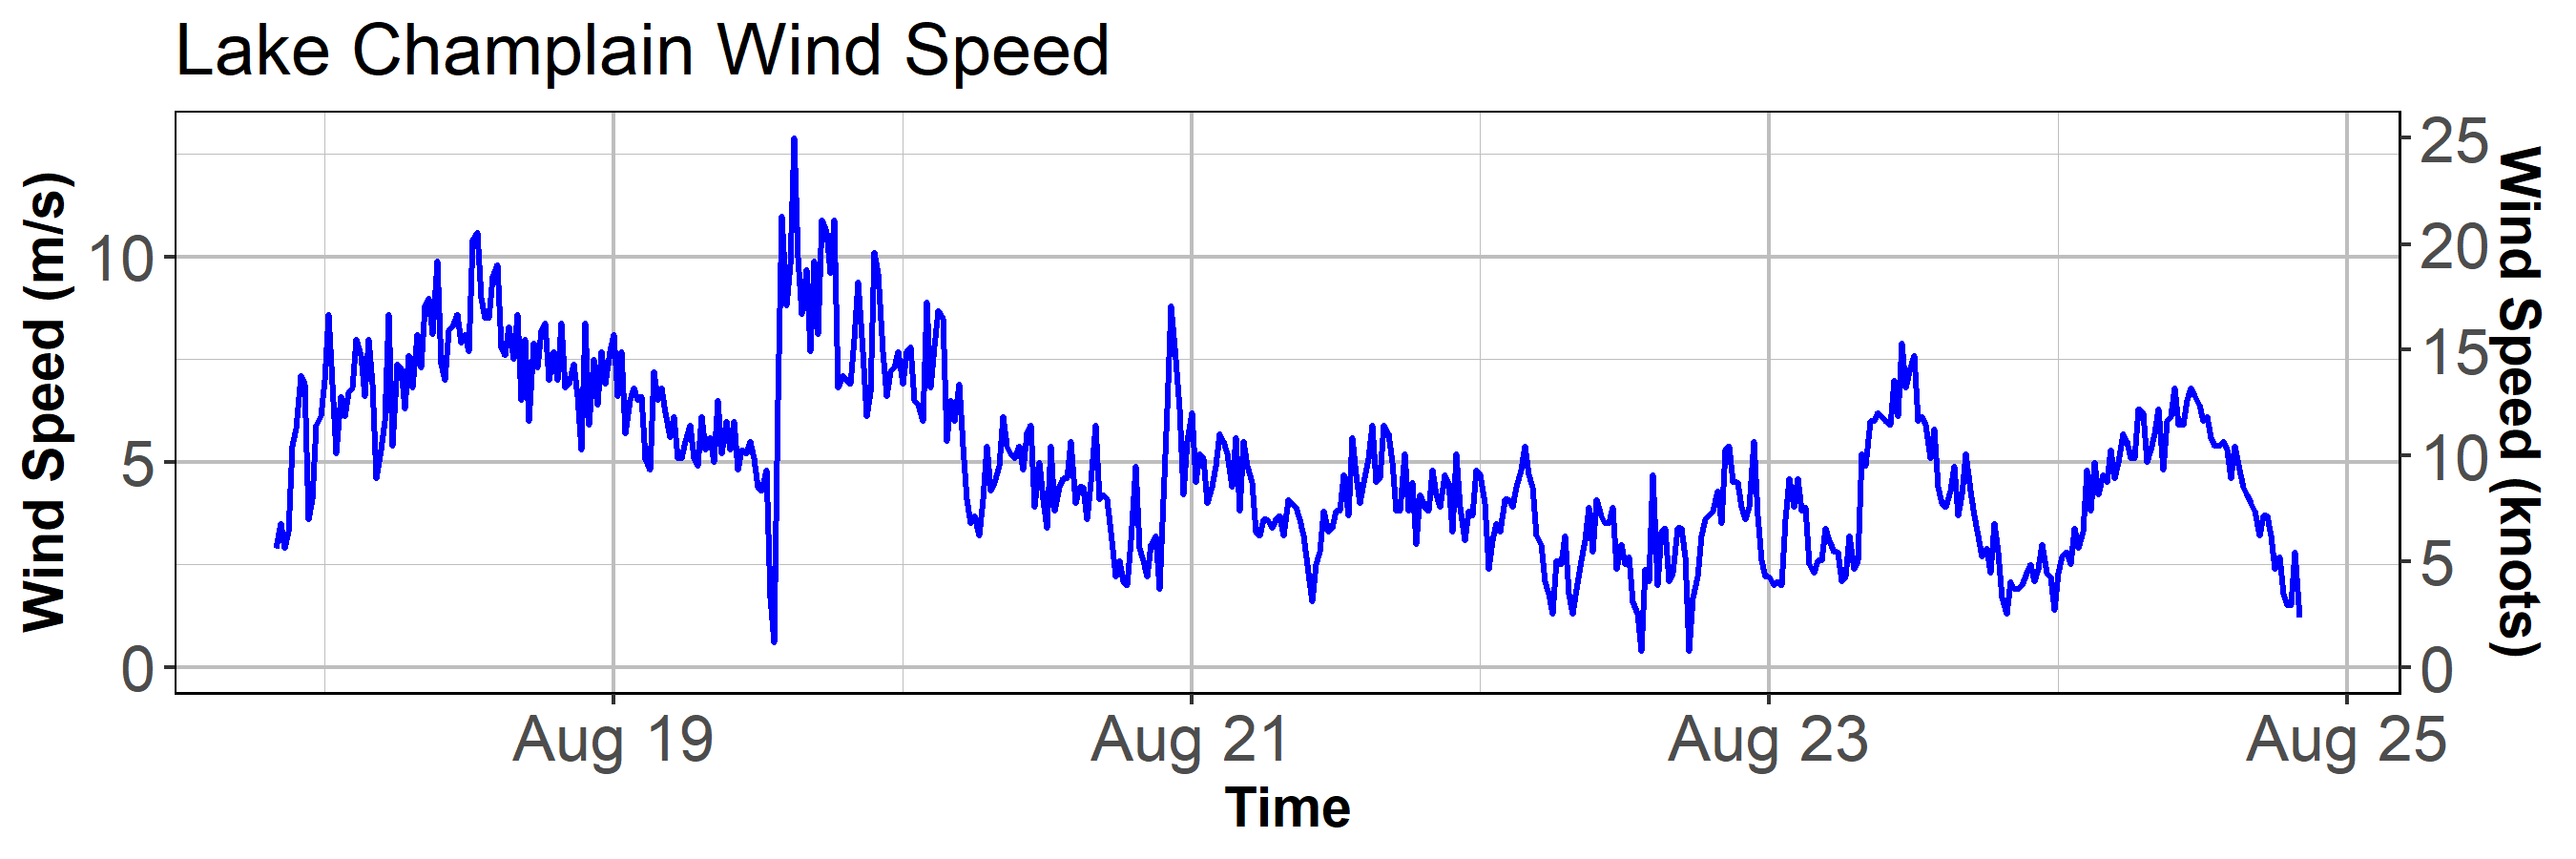 Lake Champlain Wind Speed
Wind Speed (m/s)
10
5
0
25
20
15
10
5
0
Wind Speed (knots)
Aug 19
Aug 21
Aug 23
Aug 25
Time